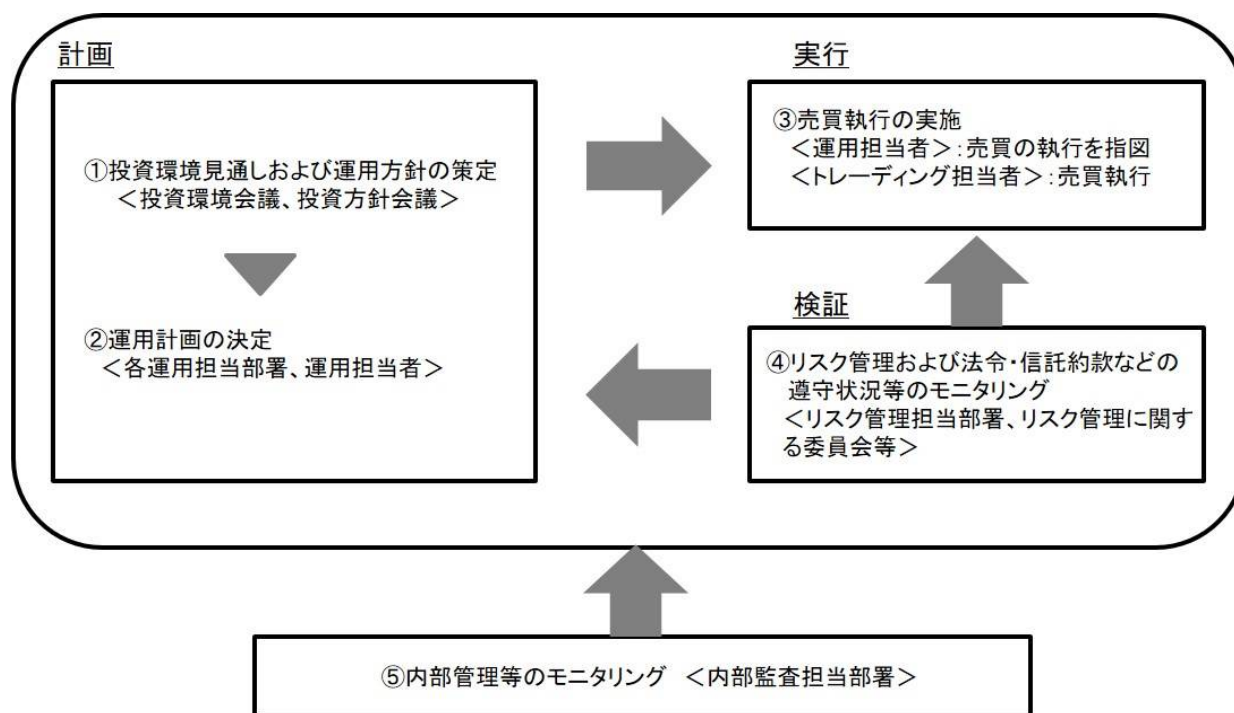 計画
①投資環境見通しおよび運用方針の策定
＜投資環境会議、投資方針会議＞
②運用計画の決定
＜各運用担当部署、運用担当者＞
実行
③売買執行の実施
＜運用担当者＞:売買の執行を指図
＜トレーディング担当者＞:売買執行
検証
④リスク管理および法令・信託約款などの
遵守状況等のモニタリング
＜リスク管理担当部署、リスク管理に関す
る委員会等＞
⑤内部管理等のモニタリング ＜内部監査担当部署＞